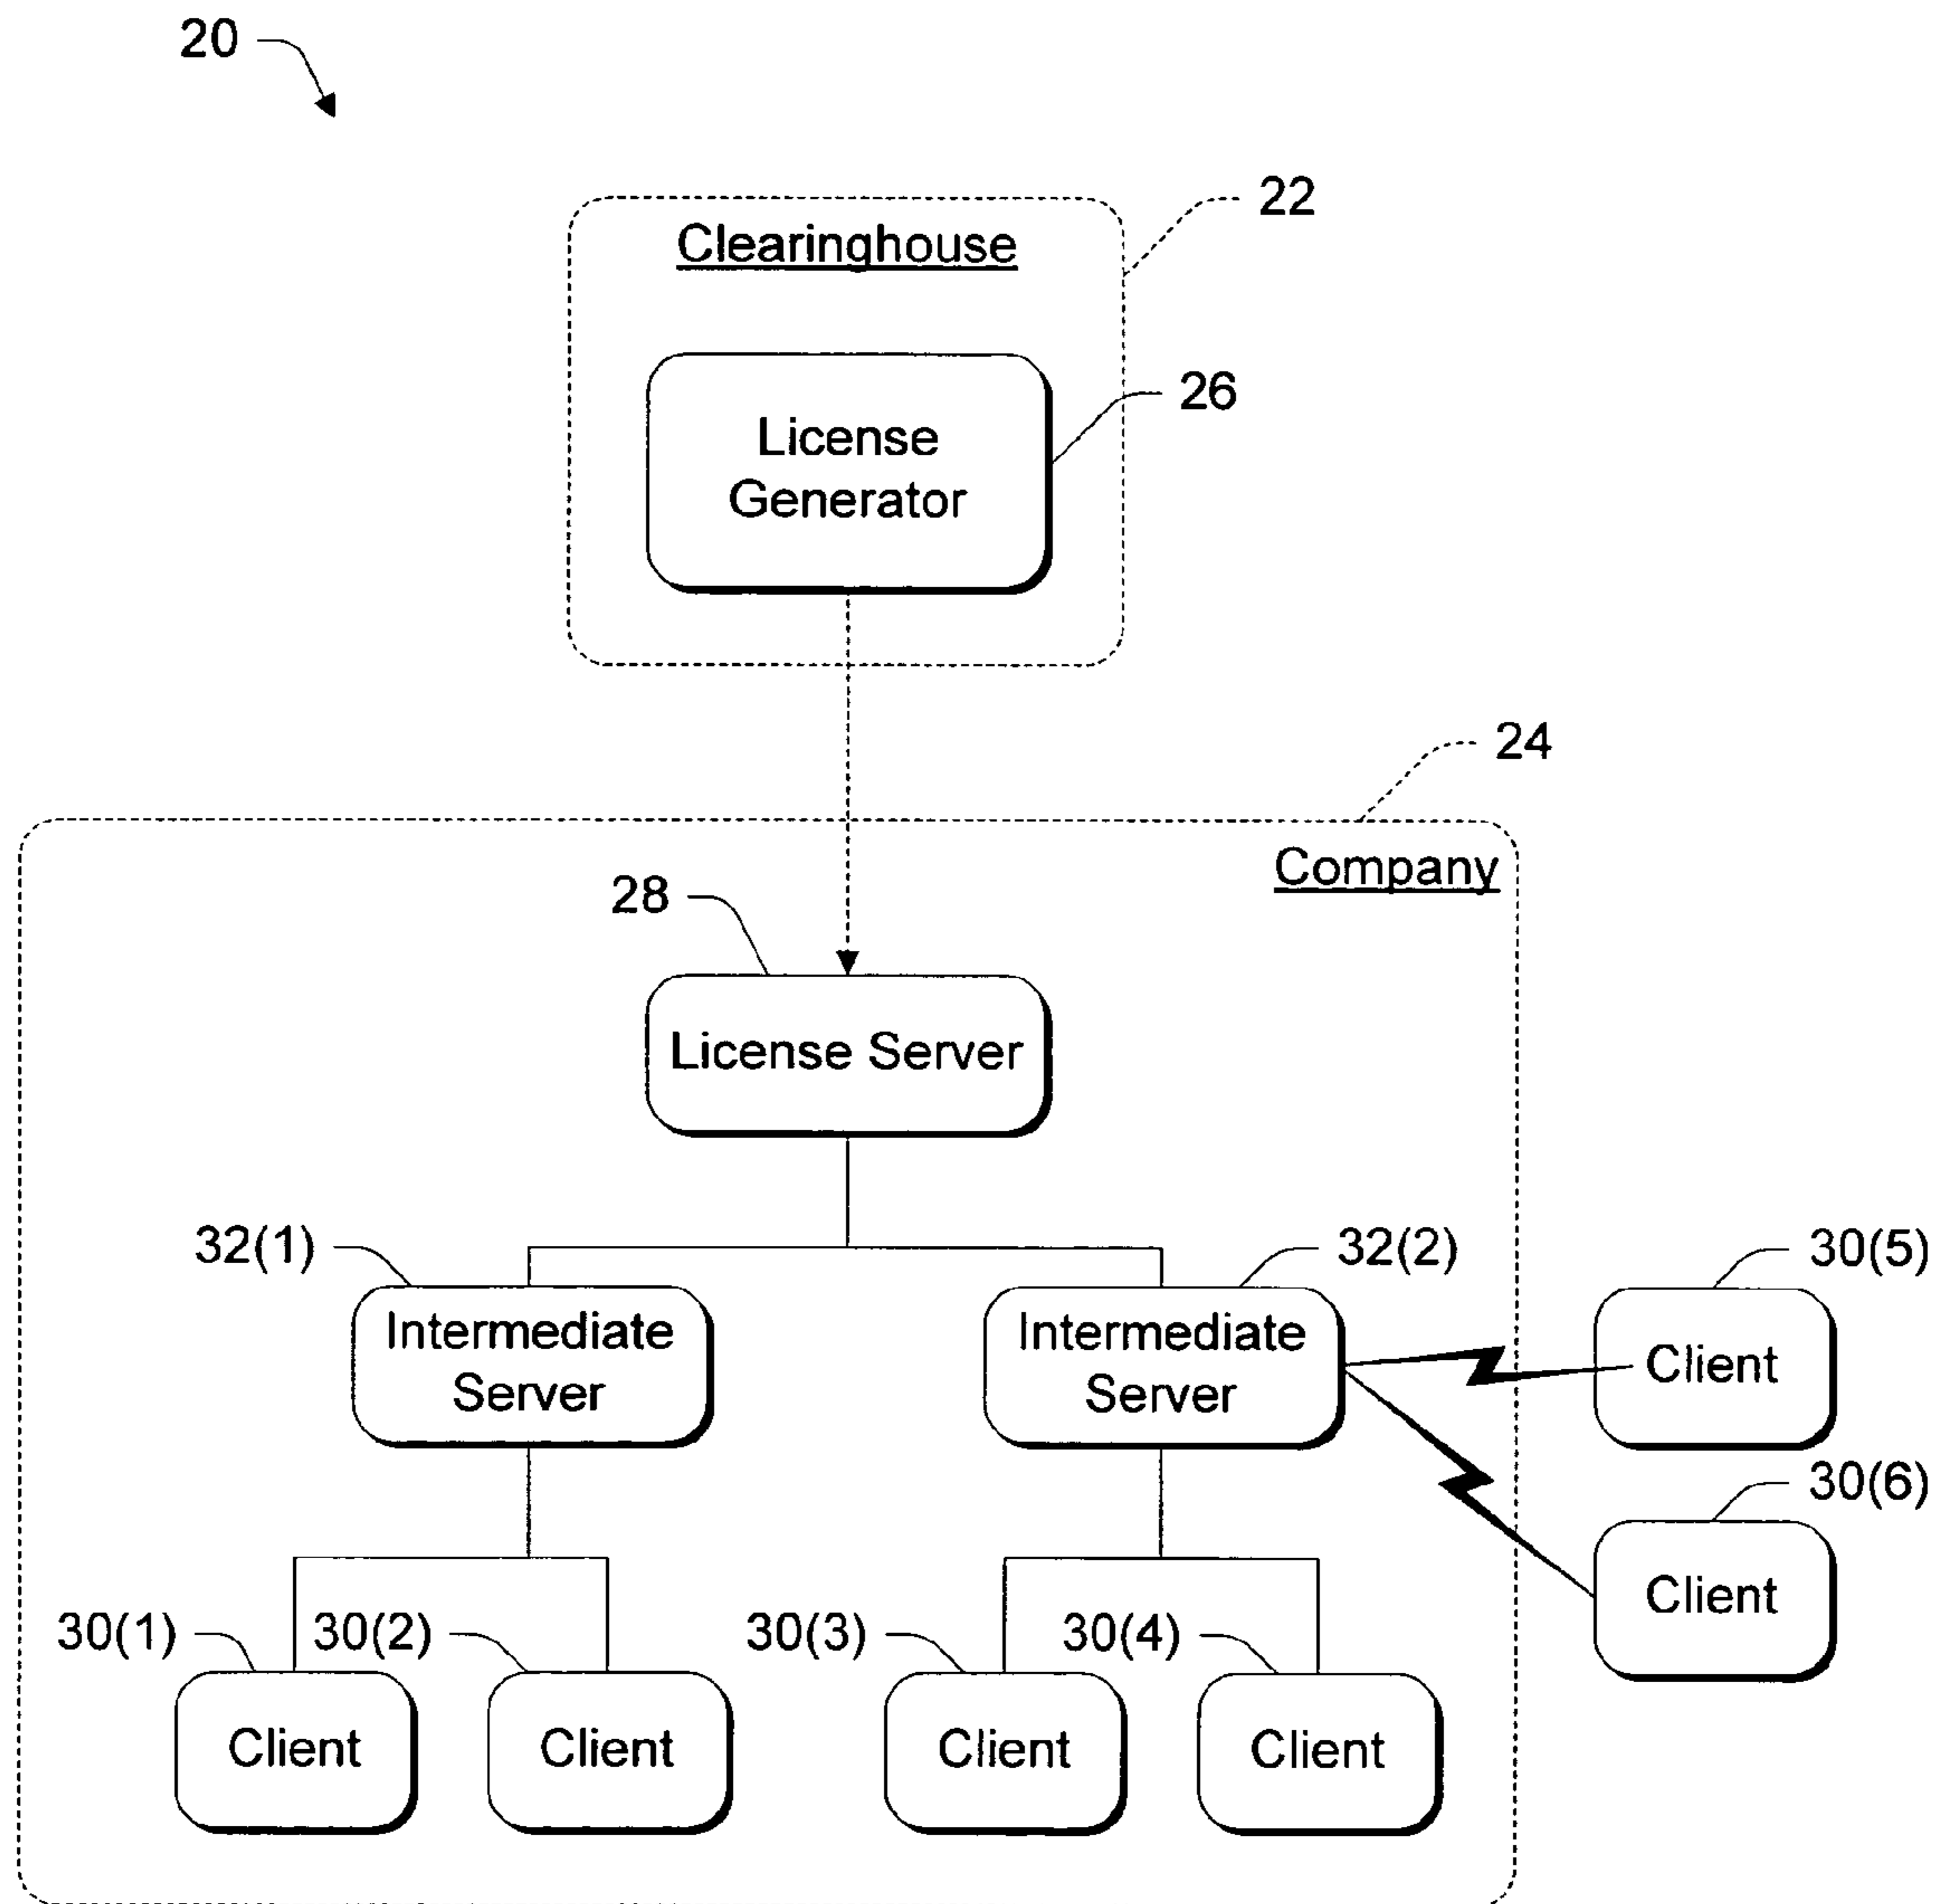 20
22
Clearinghouse
26
License
Generator
24
Company
28
License Server
32(1)
32(2)
30(5)
Intermediate
Server
Intermediate
Server
Client
30(6)
Client
30(1)
30(2)
30(3)
30(4)
Client
Client
Client
Client